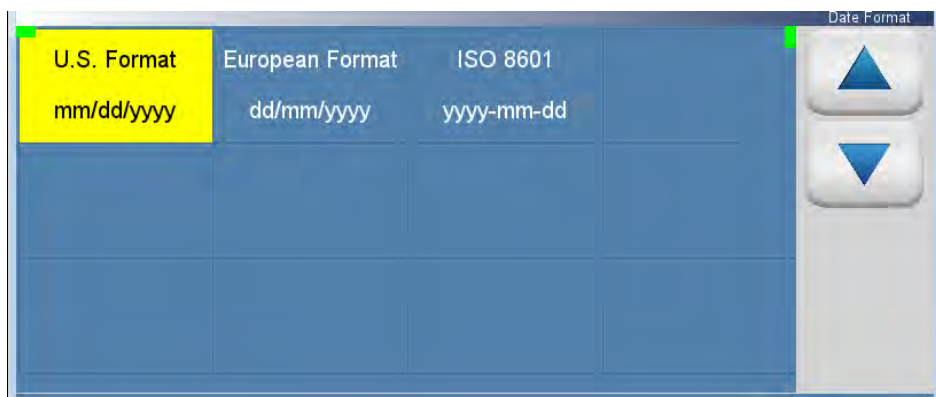 Date Format
U.S. Format
mm/dd/yyyy
European Format
dd/mm/yyyy
ISO 8601
yyyy-mm-dd